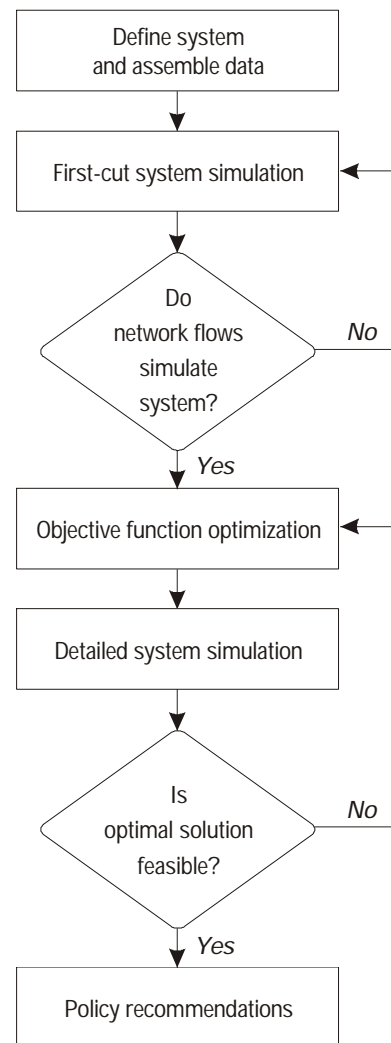 Define system
and assemble data
First-cut system simulation
Do
network flows
simulate
system?
No
Yes
Objective function optimization
Detailed system simulation
Is
optimal solution
feasible?
No
Yes
Policy recommendations